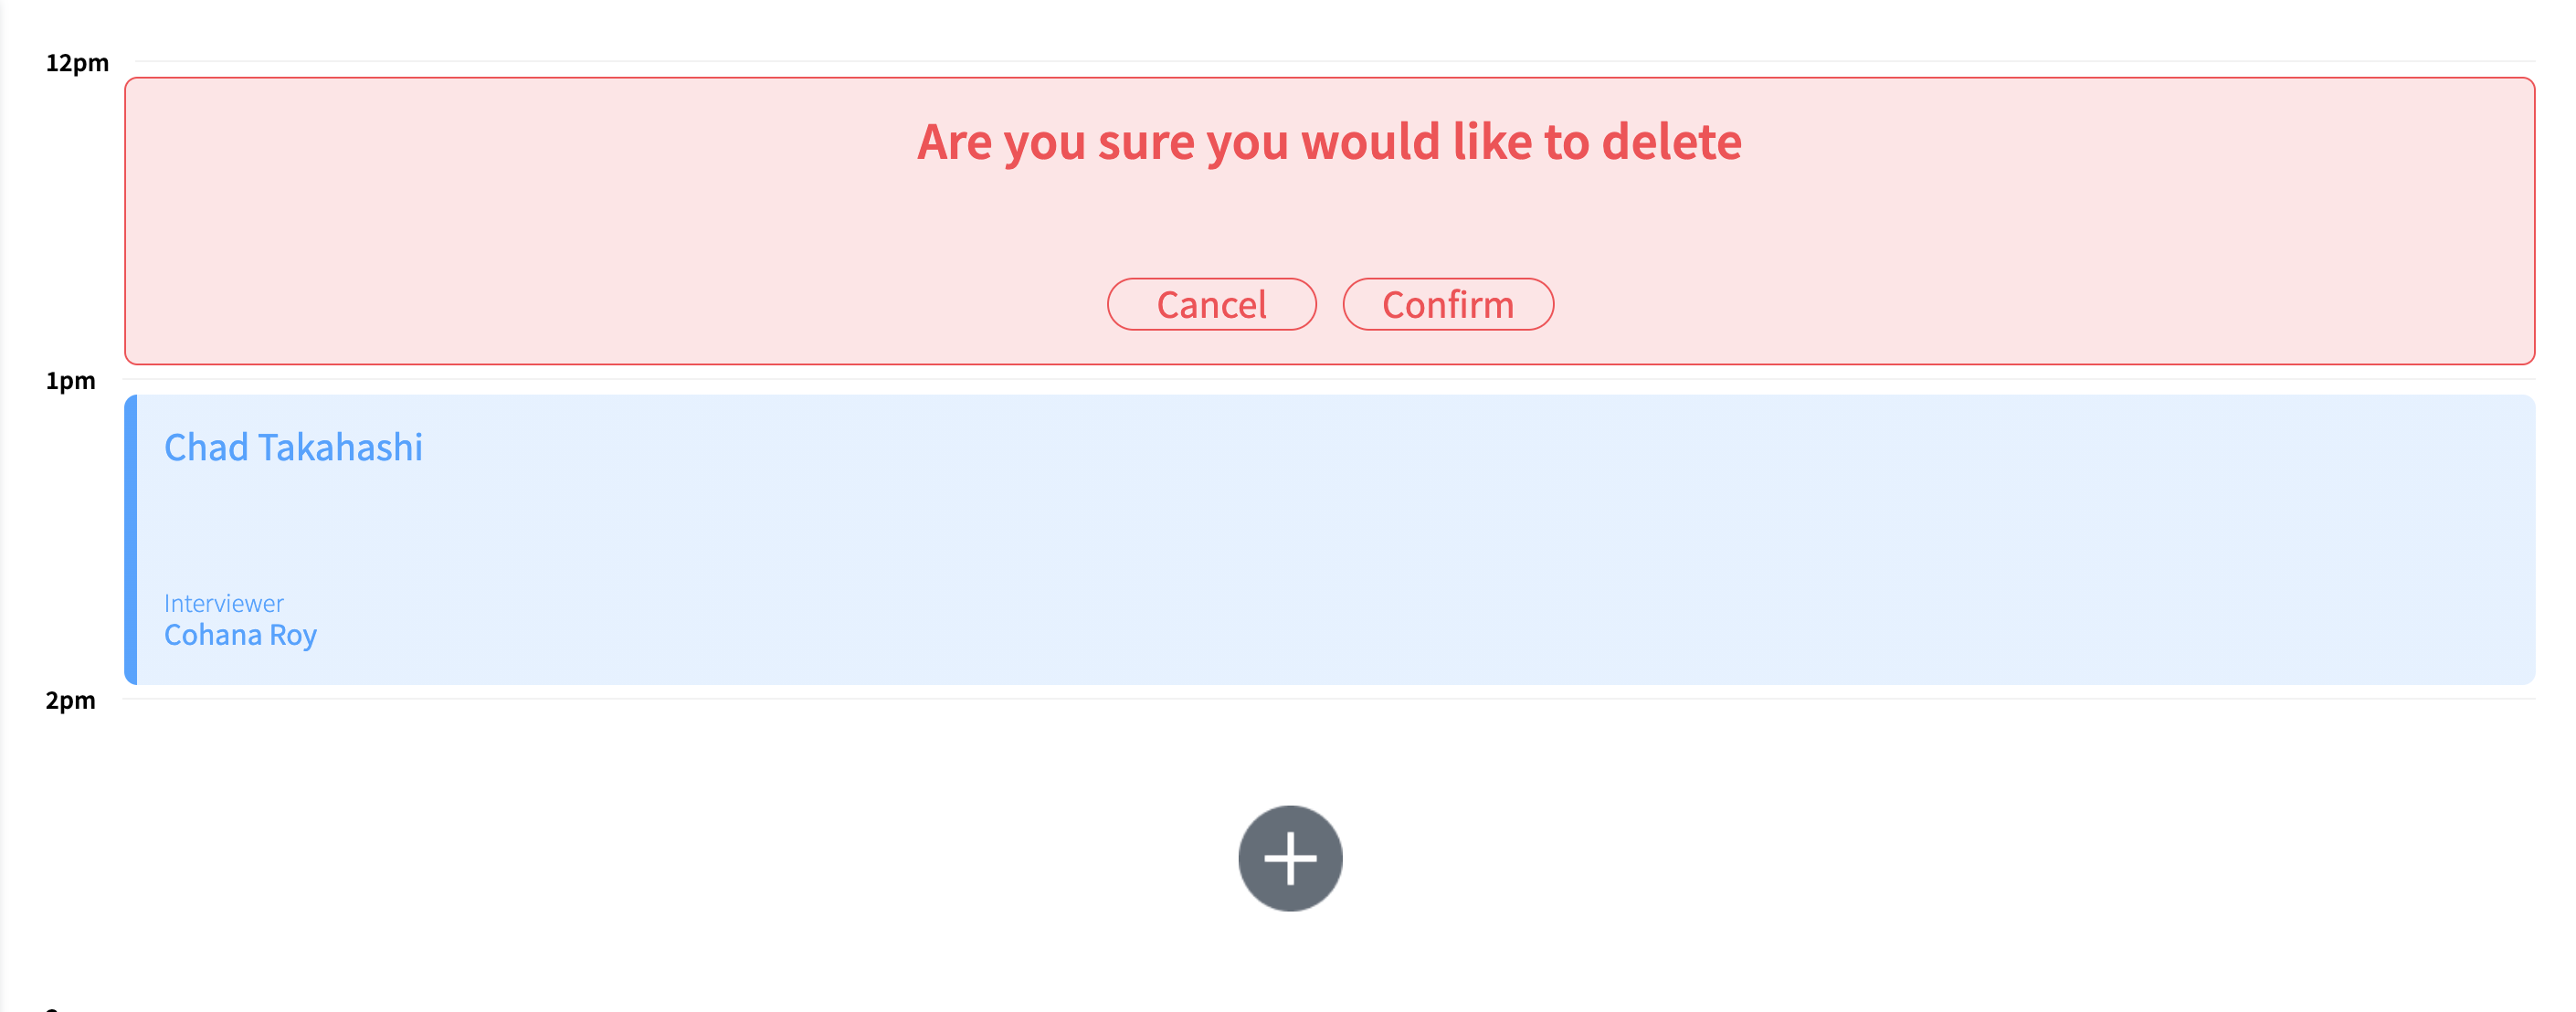 12pm
Are you sure you would like to delete
Cancel Confirm
1pm
Chad Takahashi
Interviewer
Cohana Roy
2pm